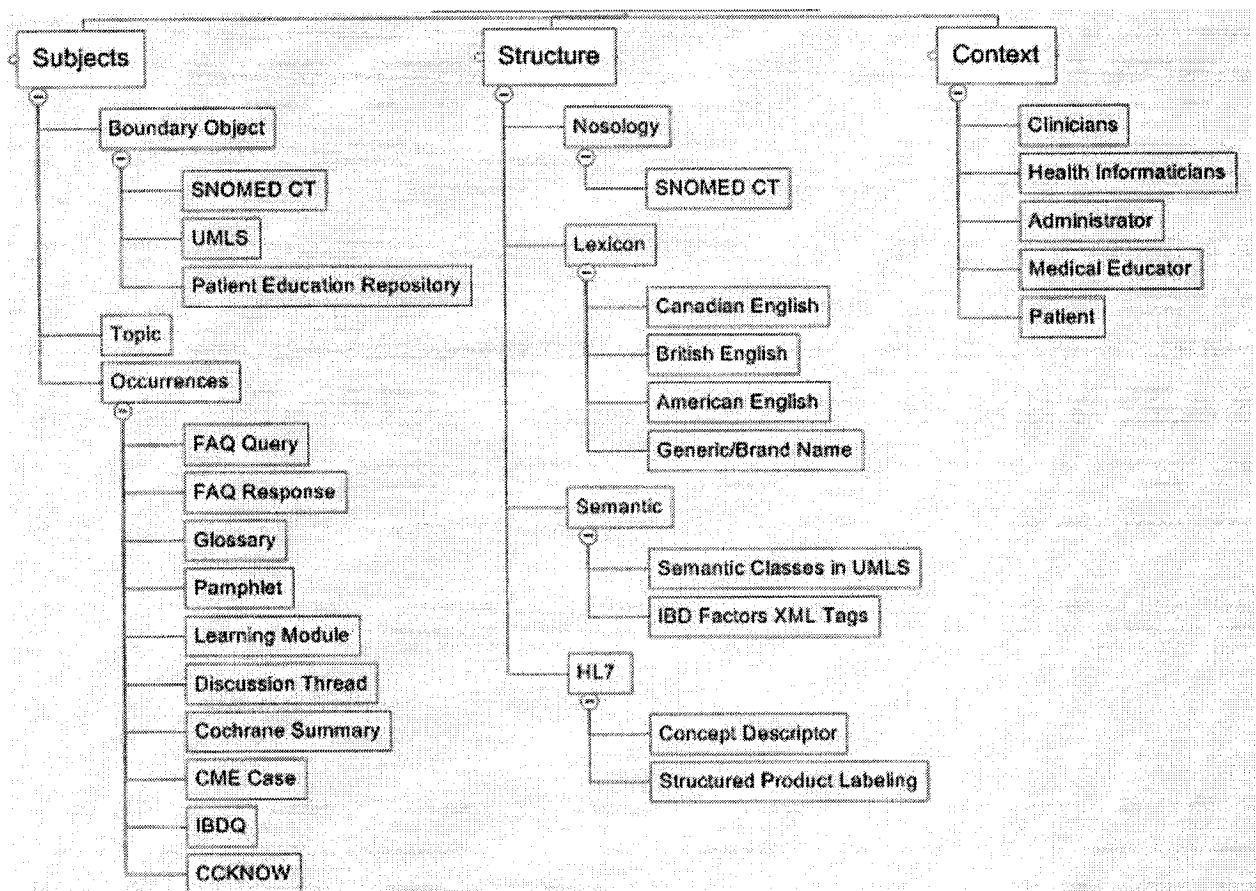 Subjects
Boundary Object
SNOMED CT
UMLS
Patient Education Repository
Topic
Occurrences
FAQ Query
FAQ Response
Glossary
Pamphlet
Learning Module
Discussion Thread
Cochrane Summary
CME Case
IBDQ
CCKNOW
Structure
Nosology
SNOMED CT
Lexicon
Canadian English
British English
American English
Generic/Brand Name
Semantic
Semantic Classes in UMLS
IBD Factors XML Tags
HL7
Concept Descriptor
Structured Product Labeling
Context
Clinicians
Health Informaticians
Administrator
Medical Educator
Patient